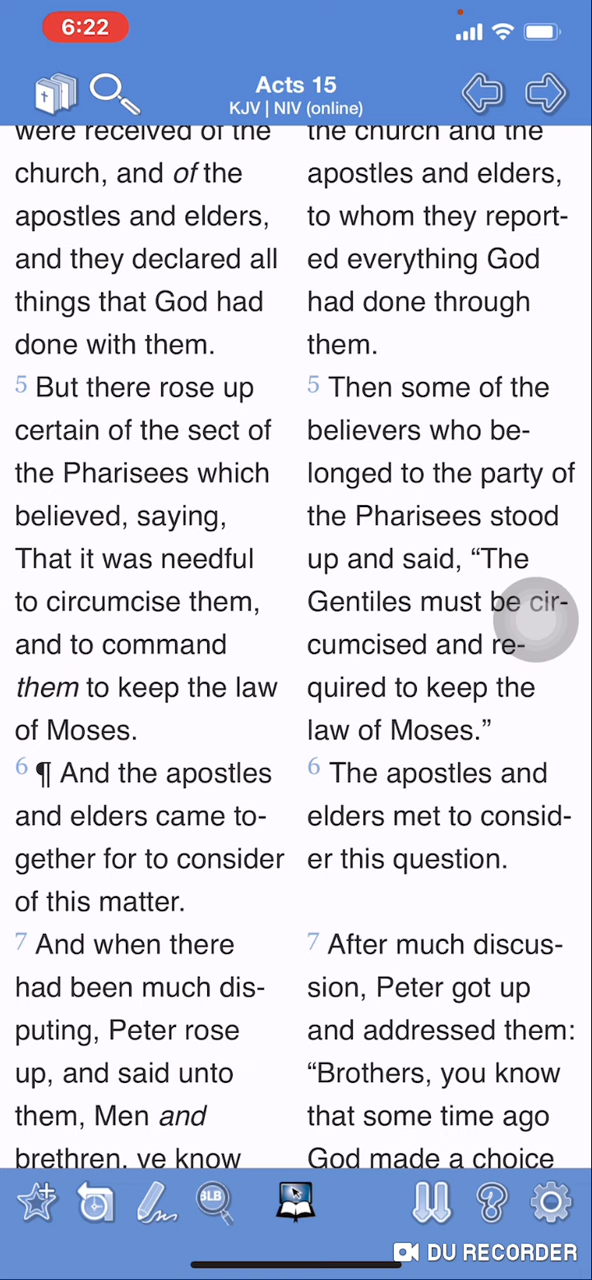 6:22
Acts 15
KJV | NIV (online)
were received of the
church, and of the
apostles and elders,
and they declared all
things that God had
done with them.
5 But there rose up
certain of the sect of
the Pharisees which
believed, saying,
That it was needful
to circumcise them,
and to command
them to keep the law
of Moses.
6 ¶ And the apostles
and elders came to-
gether for to consider
of this matter.
7 And when there
had been much dis-
puting, Peter rose
up, and said unto
them, Men and
brethren, ye know
the church and the
apostles and elders,
to whom they report-
ed everything God
had done through
them.
5 Then some of the
believers who be-
longed to the party of
the Pharisees stood
up and said, “The
Gentiles must be cir-
cumcised and re-
quired to keep the
law of Moses.”
6 The apostles and
elders met to consid-
er this question.
7 After much discus-
sion, Peter got up
and addressed them:
“Brothers, you know
that some time ago
God made a choice
BLB
DU RECORDER